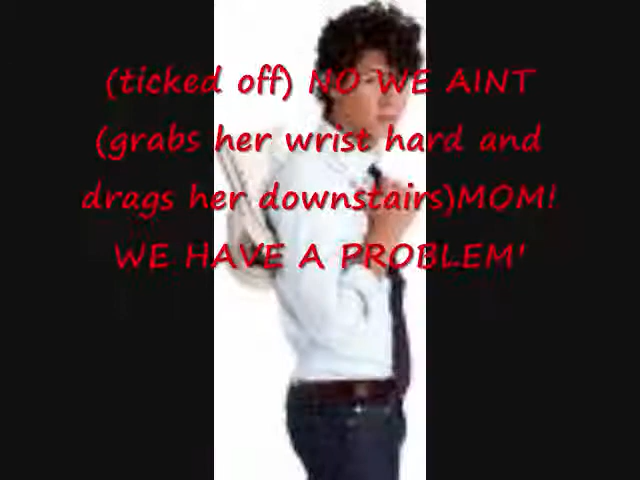 (ticked off) NO WE AINT
(grabs her wrist hard and
drags her downstairs)MOM!
WE HAVE A PROBLEM'